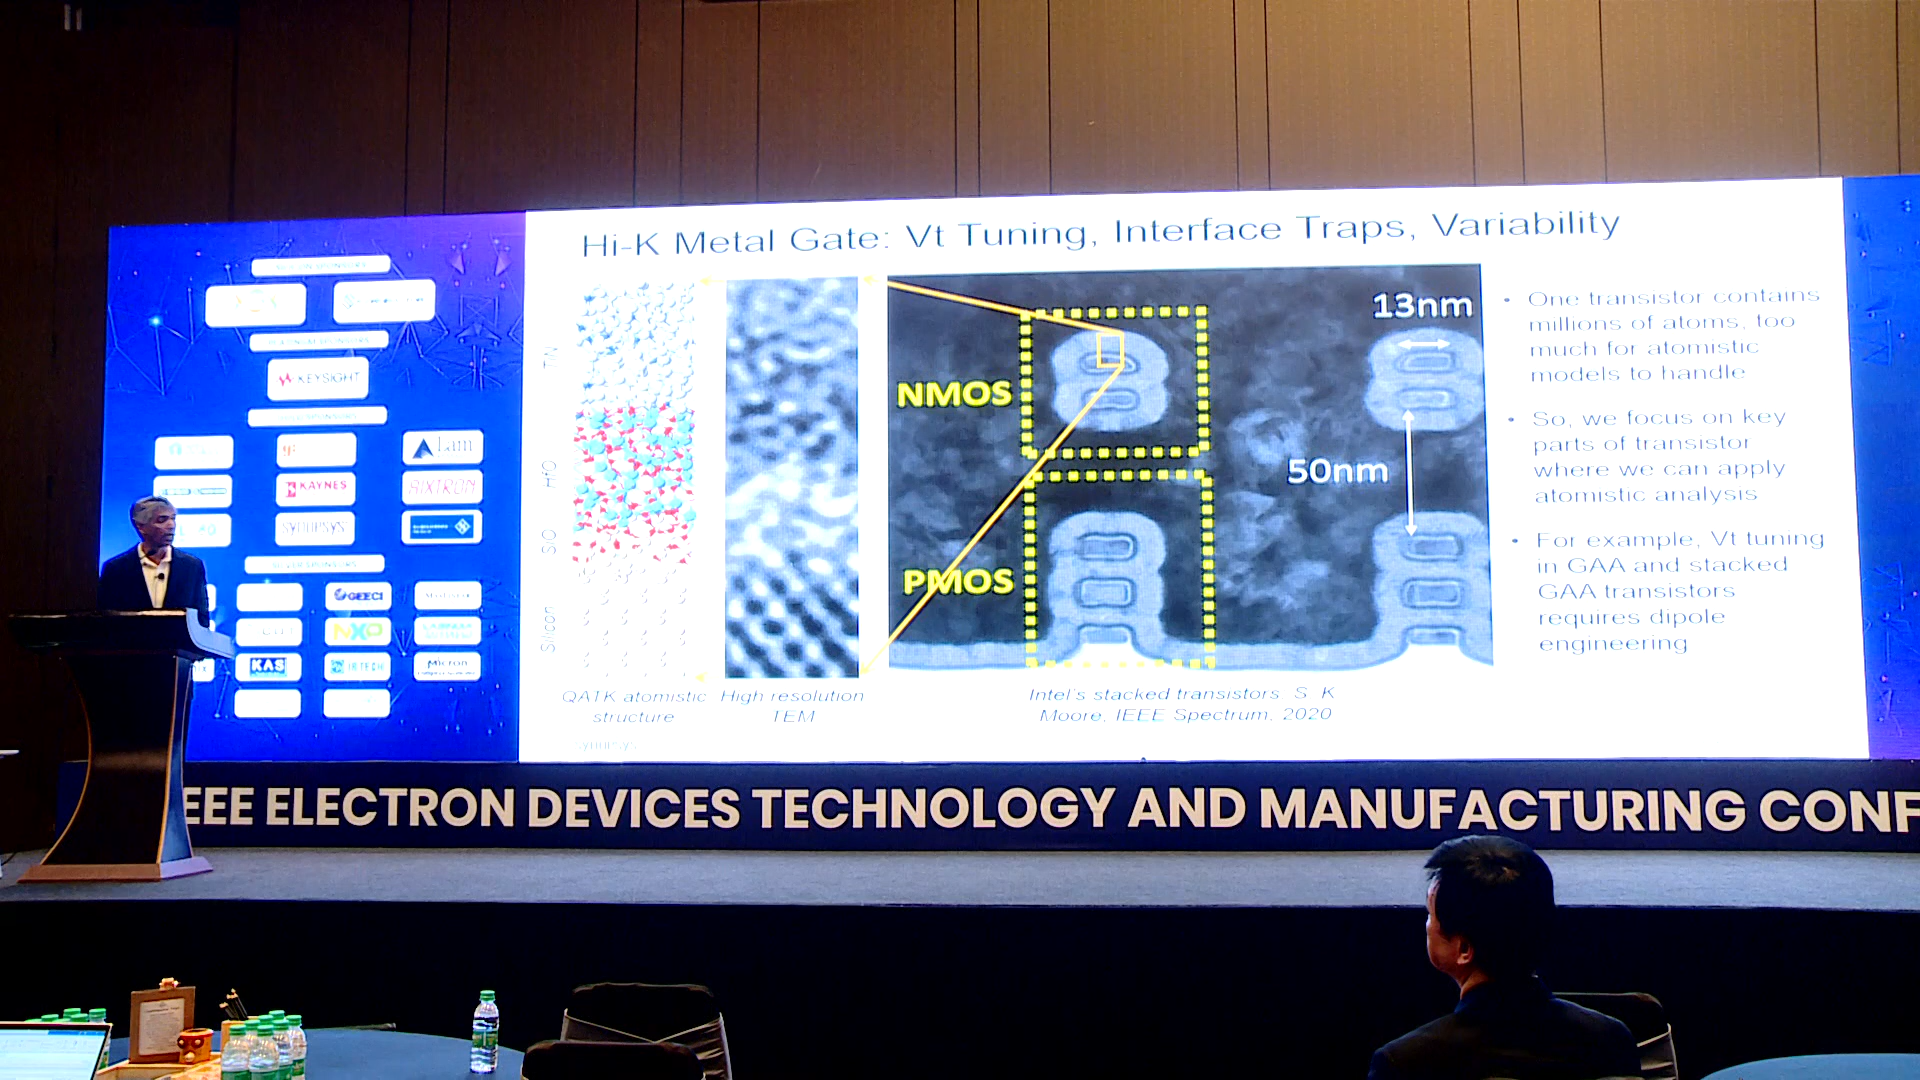 Hi-K Metal Gate: Vt Tuning, Interface Traps, Variability
TiN
HfO
SiO
Silicon
QATK atomistic
structure
High resolution
TEM
NMOS
PMOS
13nm
50nm
Intel's stacked transistors S K
Moore, IEEE Spectrum, 2020
• One transistor contains
millions of atoms, too
much for atomistic
models to handle
• So, we focus on key
parts of transistor
where we can apply
atomistic analysis
• For example, Vt tuning
in GAA and stacked
GAA transistors
requires dipole
engineering
synopsys
KEYSIGHT
Lam
KAYNES
AIXTRON
SYNOPSYS
GEECI
NXP
KAS
Micron
EEE ELECTRON DEVICES TECHNOLOGY AND MANUFACTURING CONF